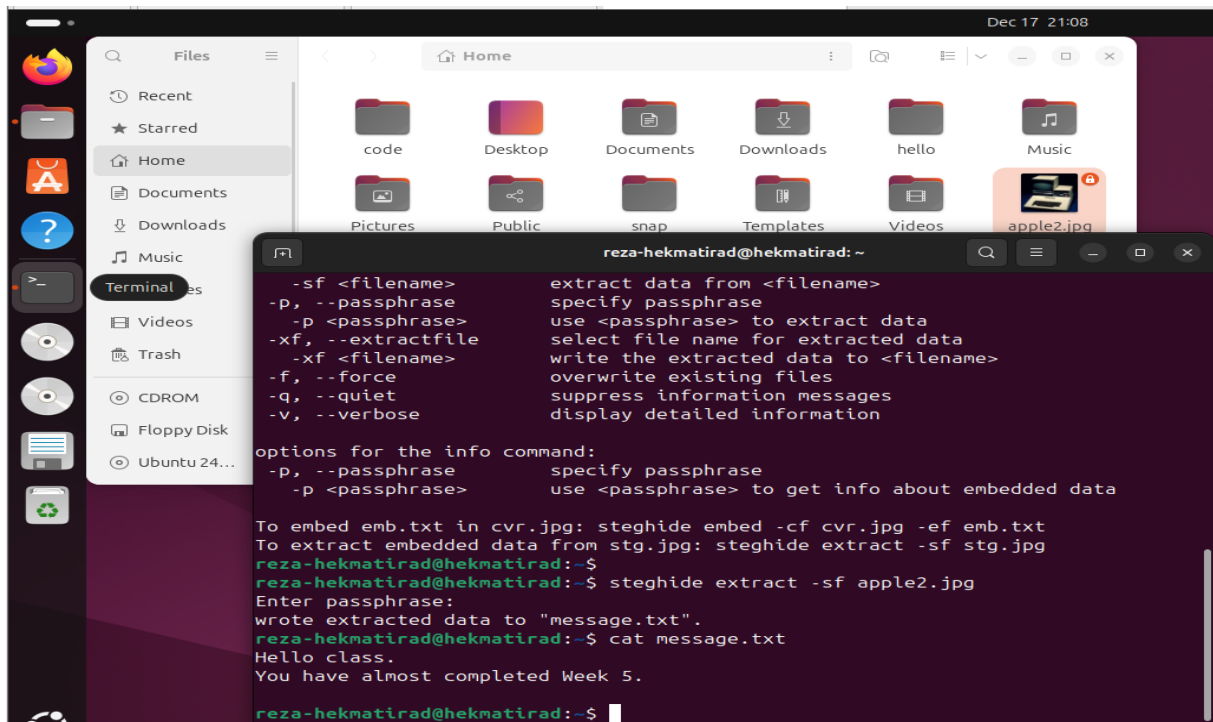 Dec 17 21:08
Files
Home
Recent
Starred
Home
Documents
Downloads
Music
Videos
Trash
CDROM
Floppy Disk
Ubuntu 24...
Terminal
es
code
Desktop
Documents
Downloads
hello
Music
Pictures
Public
snap
Templates
Videos
apple2.jpg
reza-hekmatirad@hekmatirad: ~
-sf <filename> extract data from <filename>
-p, --passphrase specify passphrase
-p <passphrase> use <passphrase> to extract data
-xf, --extractfile select file name for extracted data
-xf <filename> write the extracted data to <filename>
-f, --force overwrite existing files
-q, --quiet suppress information messages
-v, --verbose display detailed information
options for the info command:
-p, --passphrase specify passphrase
-p <passphrase> use <passphrase> to get info about embedded data
To embed emb.txt in cvr.jpg: steghide embed -cf cvr.jpg -ef emb.txt
To extract embedded data from stg.jpg: steghide extract -sf stg.jpg
reza-hekmatirad@hekmatirad:~$
reza-hekmatirad@hekmatirad:~$ steghide extract -sf apple2.jpg
Enter passphrase:
wrote extracted data to "message.txt".
reza-hekmatirad@hekmatirad:~$ cat message.txt
Hello class.
You have almost completed Week 5.
reza-hekmatirad@hekmatirad:~$